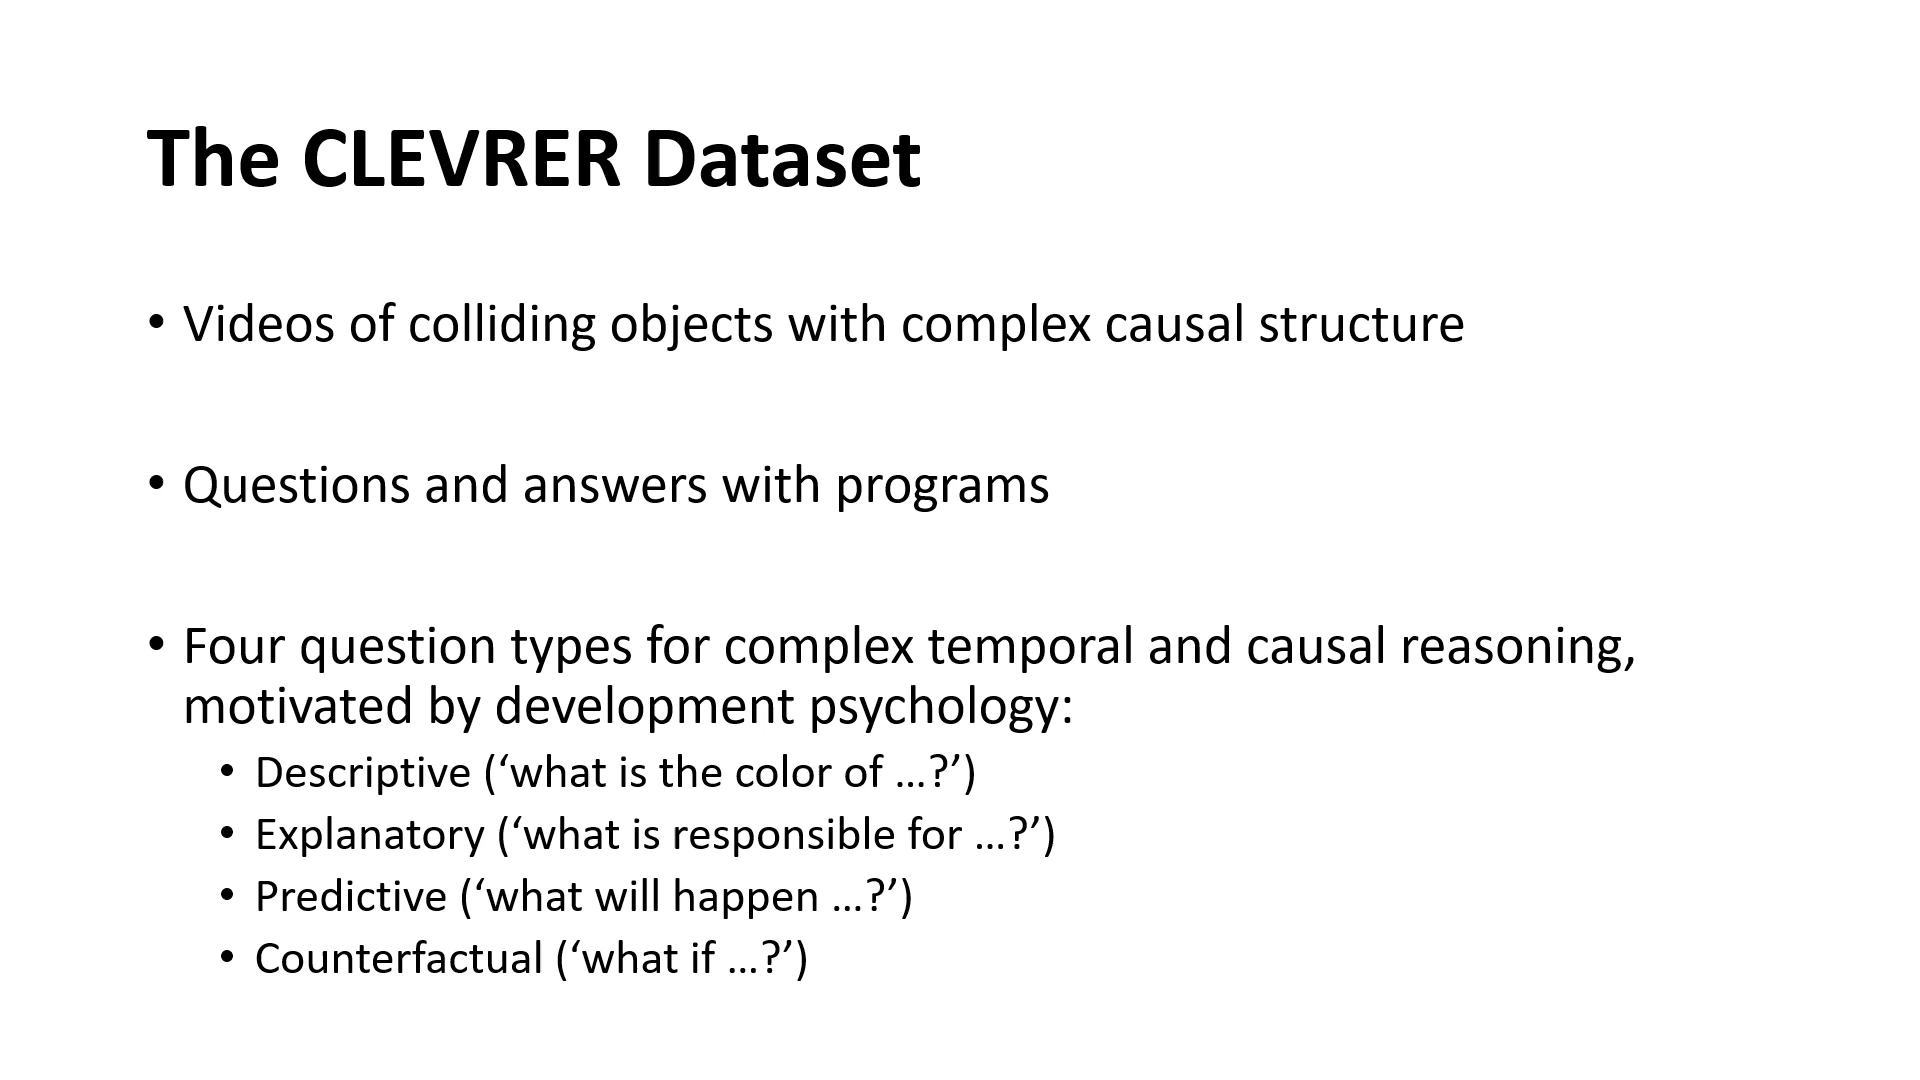 The CLEVRER Dataset
• Videos of colliding objects with complex causal structure
• Questions and answers with programs
• Four question types for complex temporal and causal reasoning,
motivated by development psychology:
• Descriptive (‘what is the color of …?’)
• Explanatory (‘what is responsible for …?’)
• Predictive (‘what will happen …?’)
• Counterfactual (‘what if …?’)